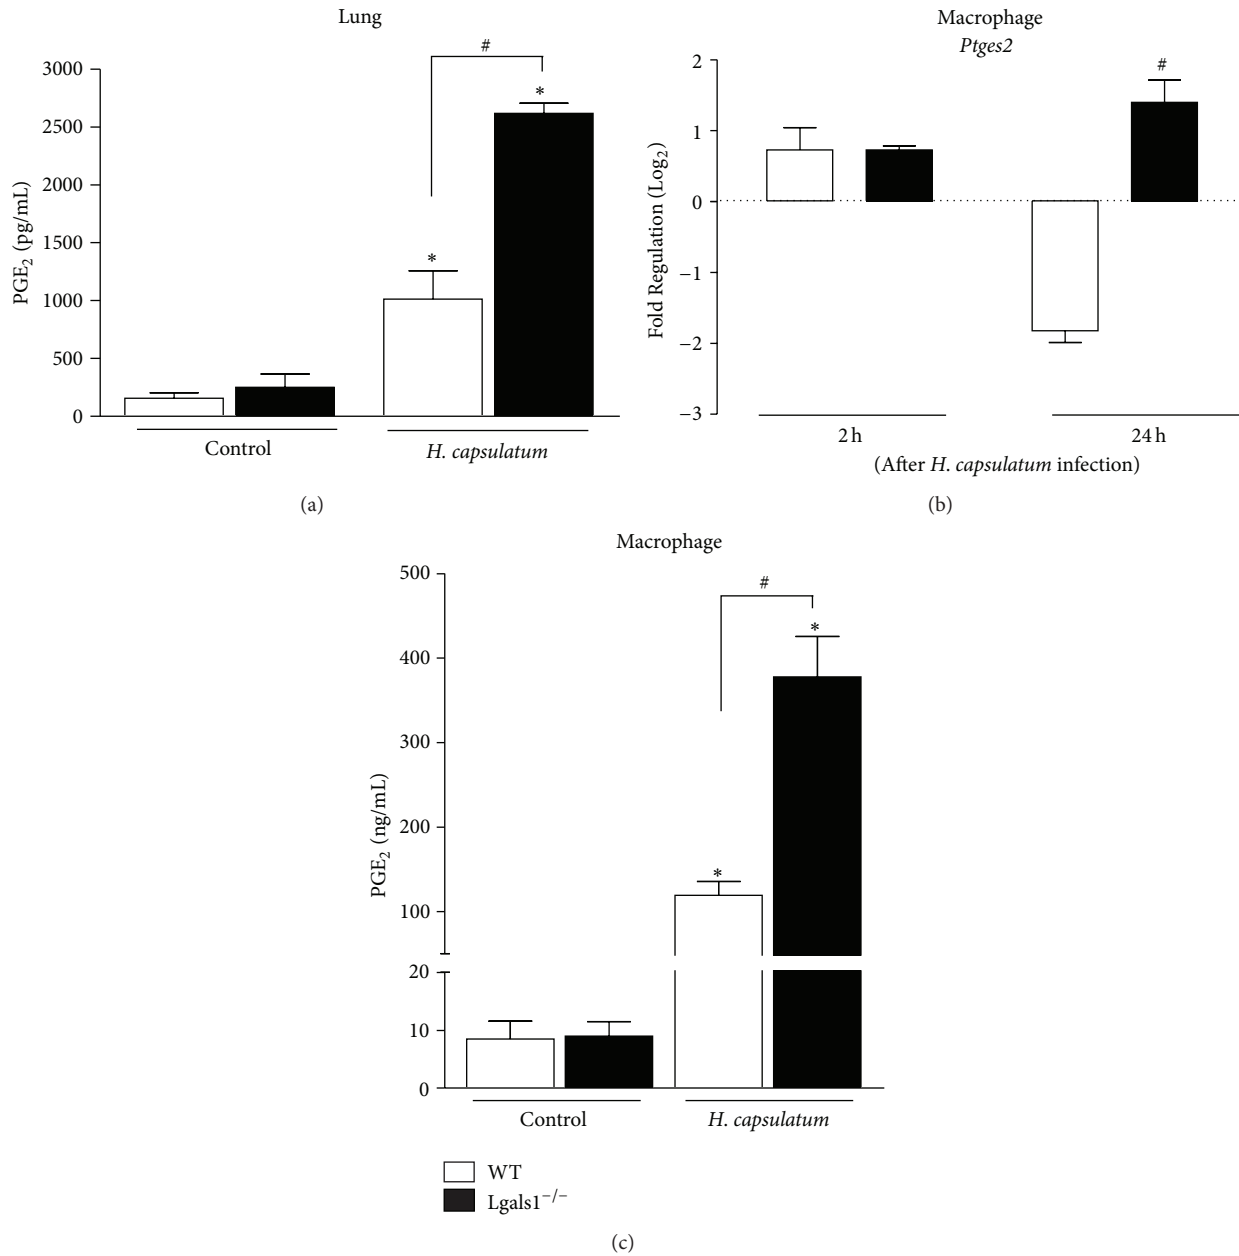 Lung
#
*
*
3000
2500
2000
1500
1000
500
0
PGE₂ (pg/mL)
Control
H. capsulatum
(a)
Macrophage
Ptges2
#
2
1
0
−1
−2
−3
Fold Regulation (Log₂)
2 h
24 h
(After H. capsulatum infection)
(b)
Macrophage
#
*
*
500
400
300
200
100
20
10
0
PGE₂ (ng/mL)
Control
H. capsulatum
WT
Lgals1⁻/⁻
(c)